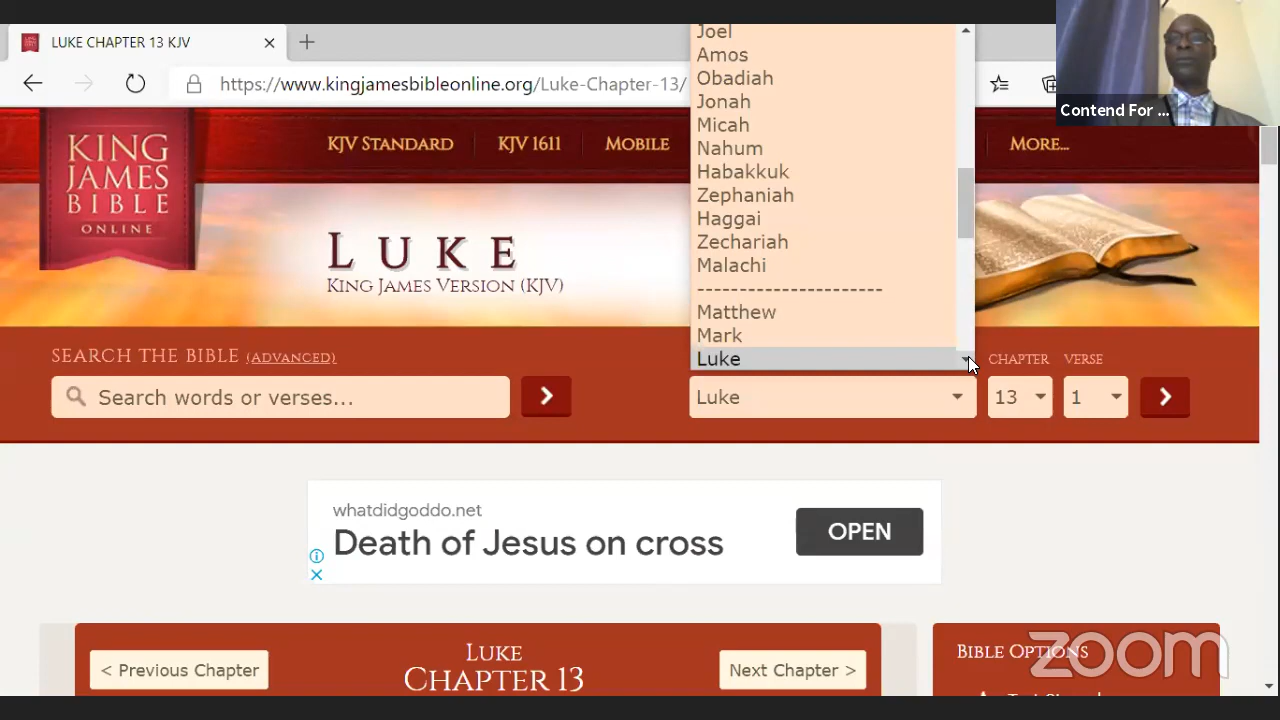 LUKE CHAPTER 13 KJV
https://www.kingjamesbibleonline.org/Luke-Chapter-13/
Contend For ...
KING
JAMES
BIBLE
ONLINE
KJV STANDARD
KJV 1611
MOBILE
MORE...
LUKE
KING JAMES VERSION (KJV)
Joel
Amos
Obadiah
Jonah
Micah
Nahum
Habakkuk
Zephaniah
Haggai
Zechariah
Malachi
----------------------
Matthew
Mark
Luke
SEARCH THE BIBLE (ADVANCED)
CHAPTER VERSE
Search words or verses...
Luke
13
1
whatdidgoddo.net
Death of Jesus on cross
OPEN
< Previous Chapter
LUKE
CHAPTER 13
Next Chapter >
BIBLE OPTIONS
zoom